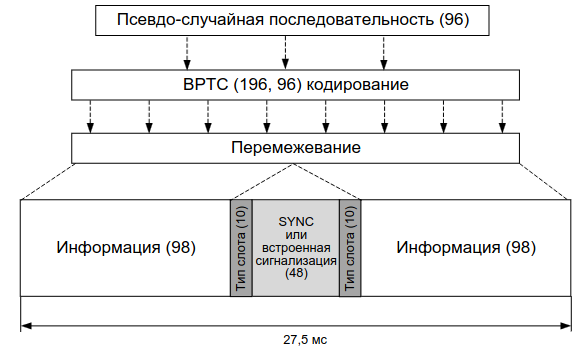 Псевдо-случайная последовательность (96)
BPTC (196, 96) кодирование
Перемежевание
Информация (98)
Тип слота (10)
SYNC
или
встроенная
сигнализация
(48)
Тип слота (10)
Информация (98)
27,5 мс